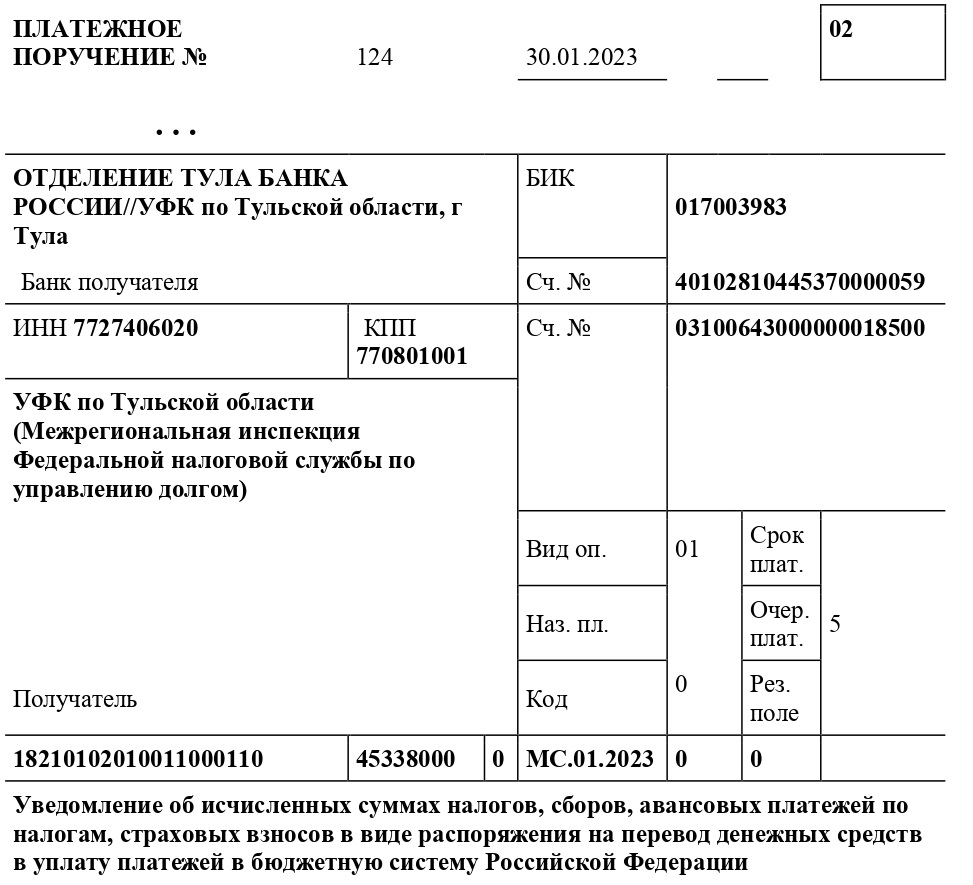 ПЛАТЕЖНОЕ
ПОРУЧЕНИЕ № 124 30.01.2023 02
. . .
ОТДЕЛЕНИЕ ТУЛА БАНКА
РОССИИ//УФК по Тульской области, г
Тула
БИК 017003983
Банк получателя Сч. № 40102810445370000059
ИНН 7727406020 КПП
770801001
Сч. № 03100643000000018500
УФК по Тульской области
(Межрегиональная инспекция
Федеральной налоговой службы по
управлению долгом)
Вид оп. 01 Срок
плат.
Наз. пл. Очер.
плат. 5
Получатель Код 0 Рез.
поле
18210102010011000110 45338000 0 МС.01.2023 0 0
Уведомление об исчисленных суммах налогов, сборов, авансовых платежей по
налогам, страховых взносов в виде распоряжения на перевод денежных средств
в уплату платежей в бюджетную систему Российской Федерации